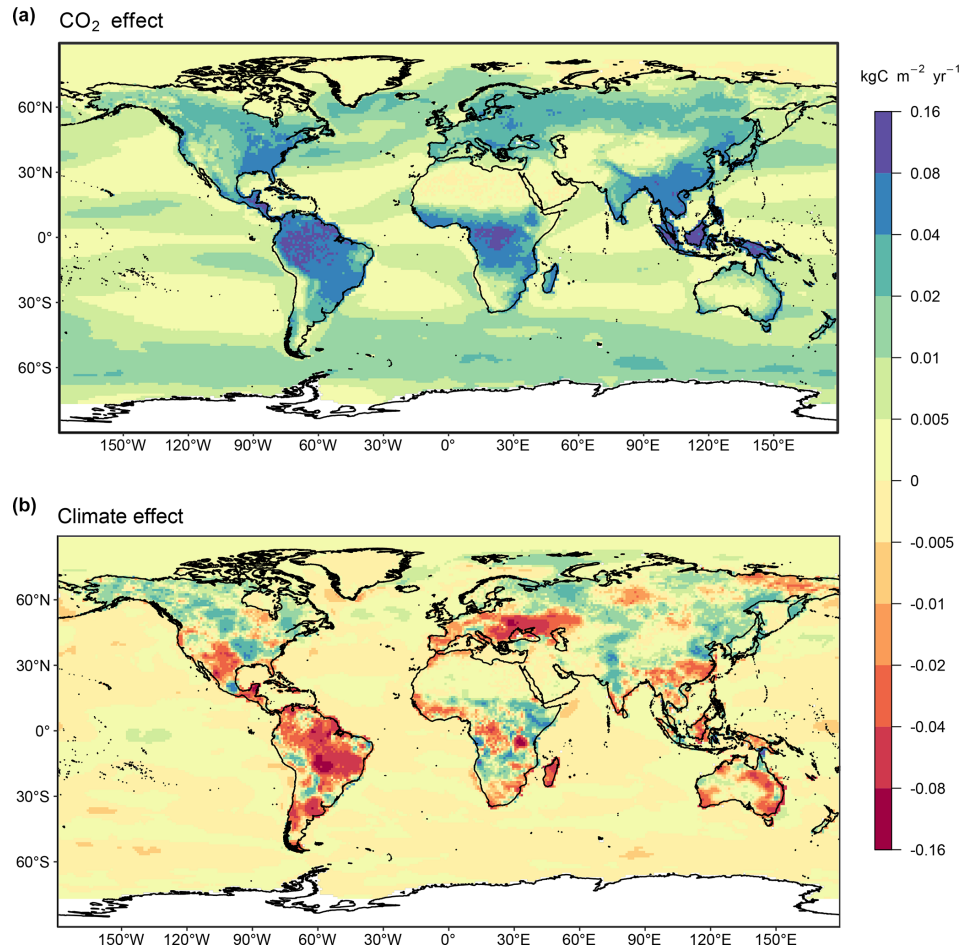 (a)
CO₂ effect
kgC m⁻² yr⁻¹
60°N
30°N
0°
30°S
60°S
150°W 120°W 90°W 60°W 30°W 0° 30°E 60°E 90°E 120°E 150°E
0.16
0.08
0.04
0.02
0.01
0.005
0
-0.005
-0.01
-0.02
-0.04
-0.08
-0.16
(b)
Climate effect
60°N
30°N
0°
30°S
60°S
150°W 120°W 90°W 60°W 30°W 0° 30°E 60°E 90°E 120°E 150°E